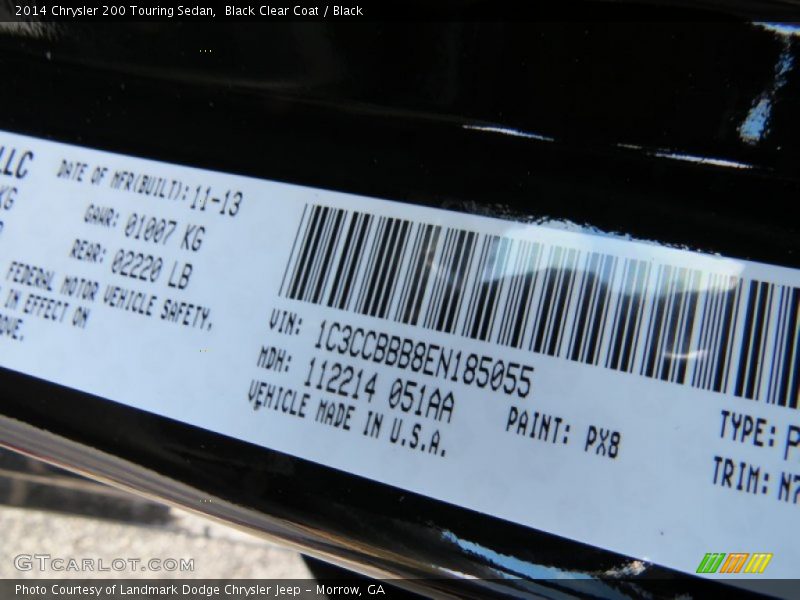 2014 Chrysler 200 Touring Sedan,  Black Clear Coat / Black
LLC
DATE OF MFR(BUILT): 11-13
KG
GAWR: 01007 KG
REAR: 02220 LB
FEDERAL MOTOR VEHICLE SAFETY,
IN EFFECT ON
VIN: 1C3CCBBB8EN185055
MDH: 112214 051AA
VEHICLE MADE IN U.S.A.
PAINT: PX8
TYPE: P
TRIM: N7
GTCARLOT.COM
Photo Courtesy of Landmark Dodge Chrysler Jeep – Morrow, GA